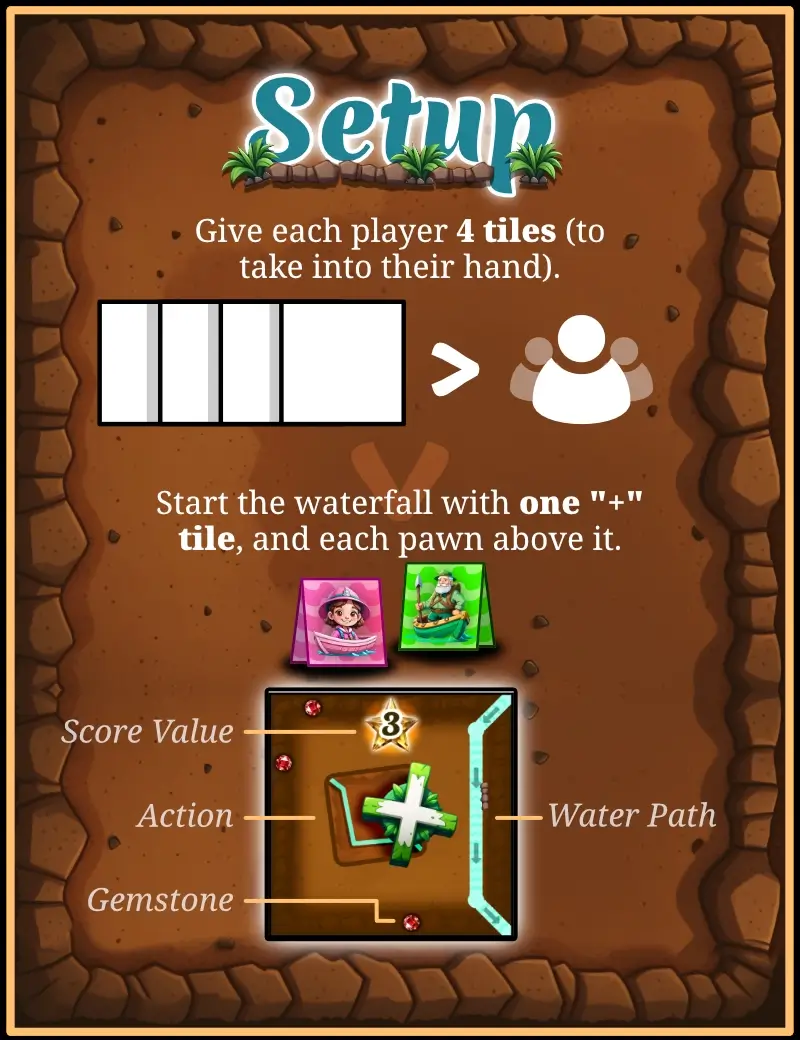 Setup
Give each player 4 tiles (to
take into their hand).
>
Start the waterfall with one "+"
tile, and each pawn above it.
Score Value
3
Action
Water Path
Gemstone